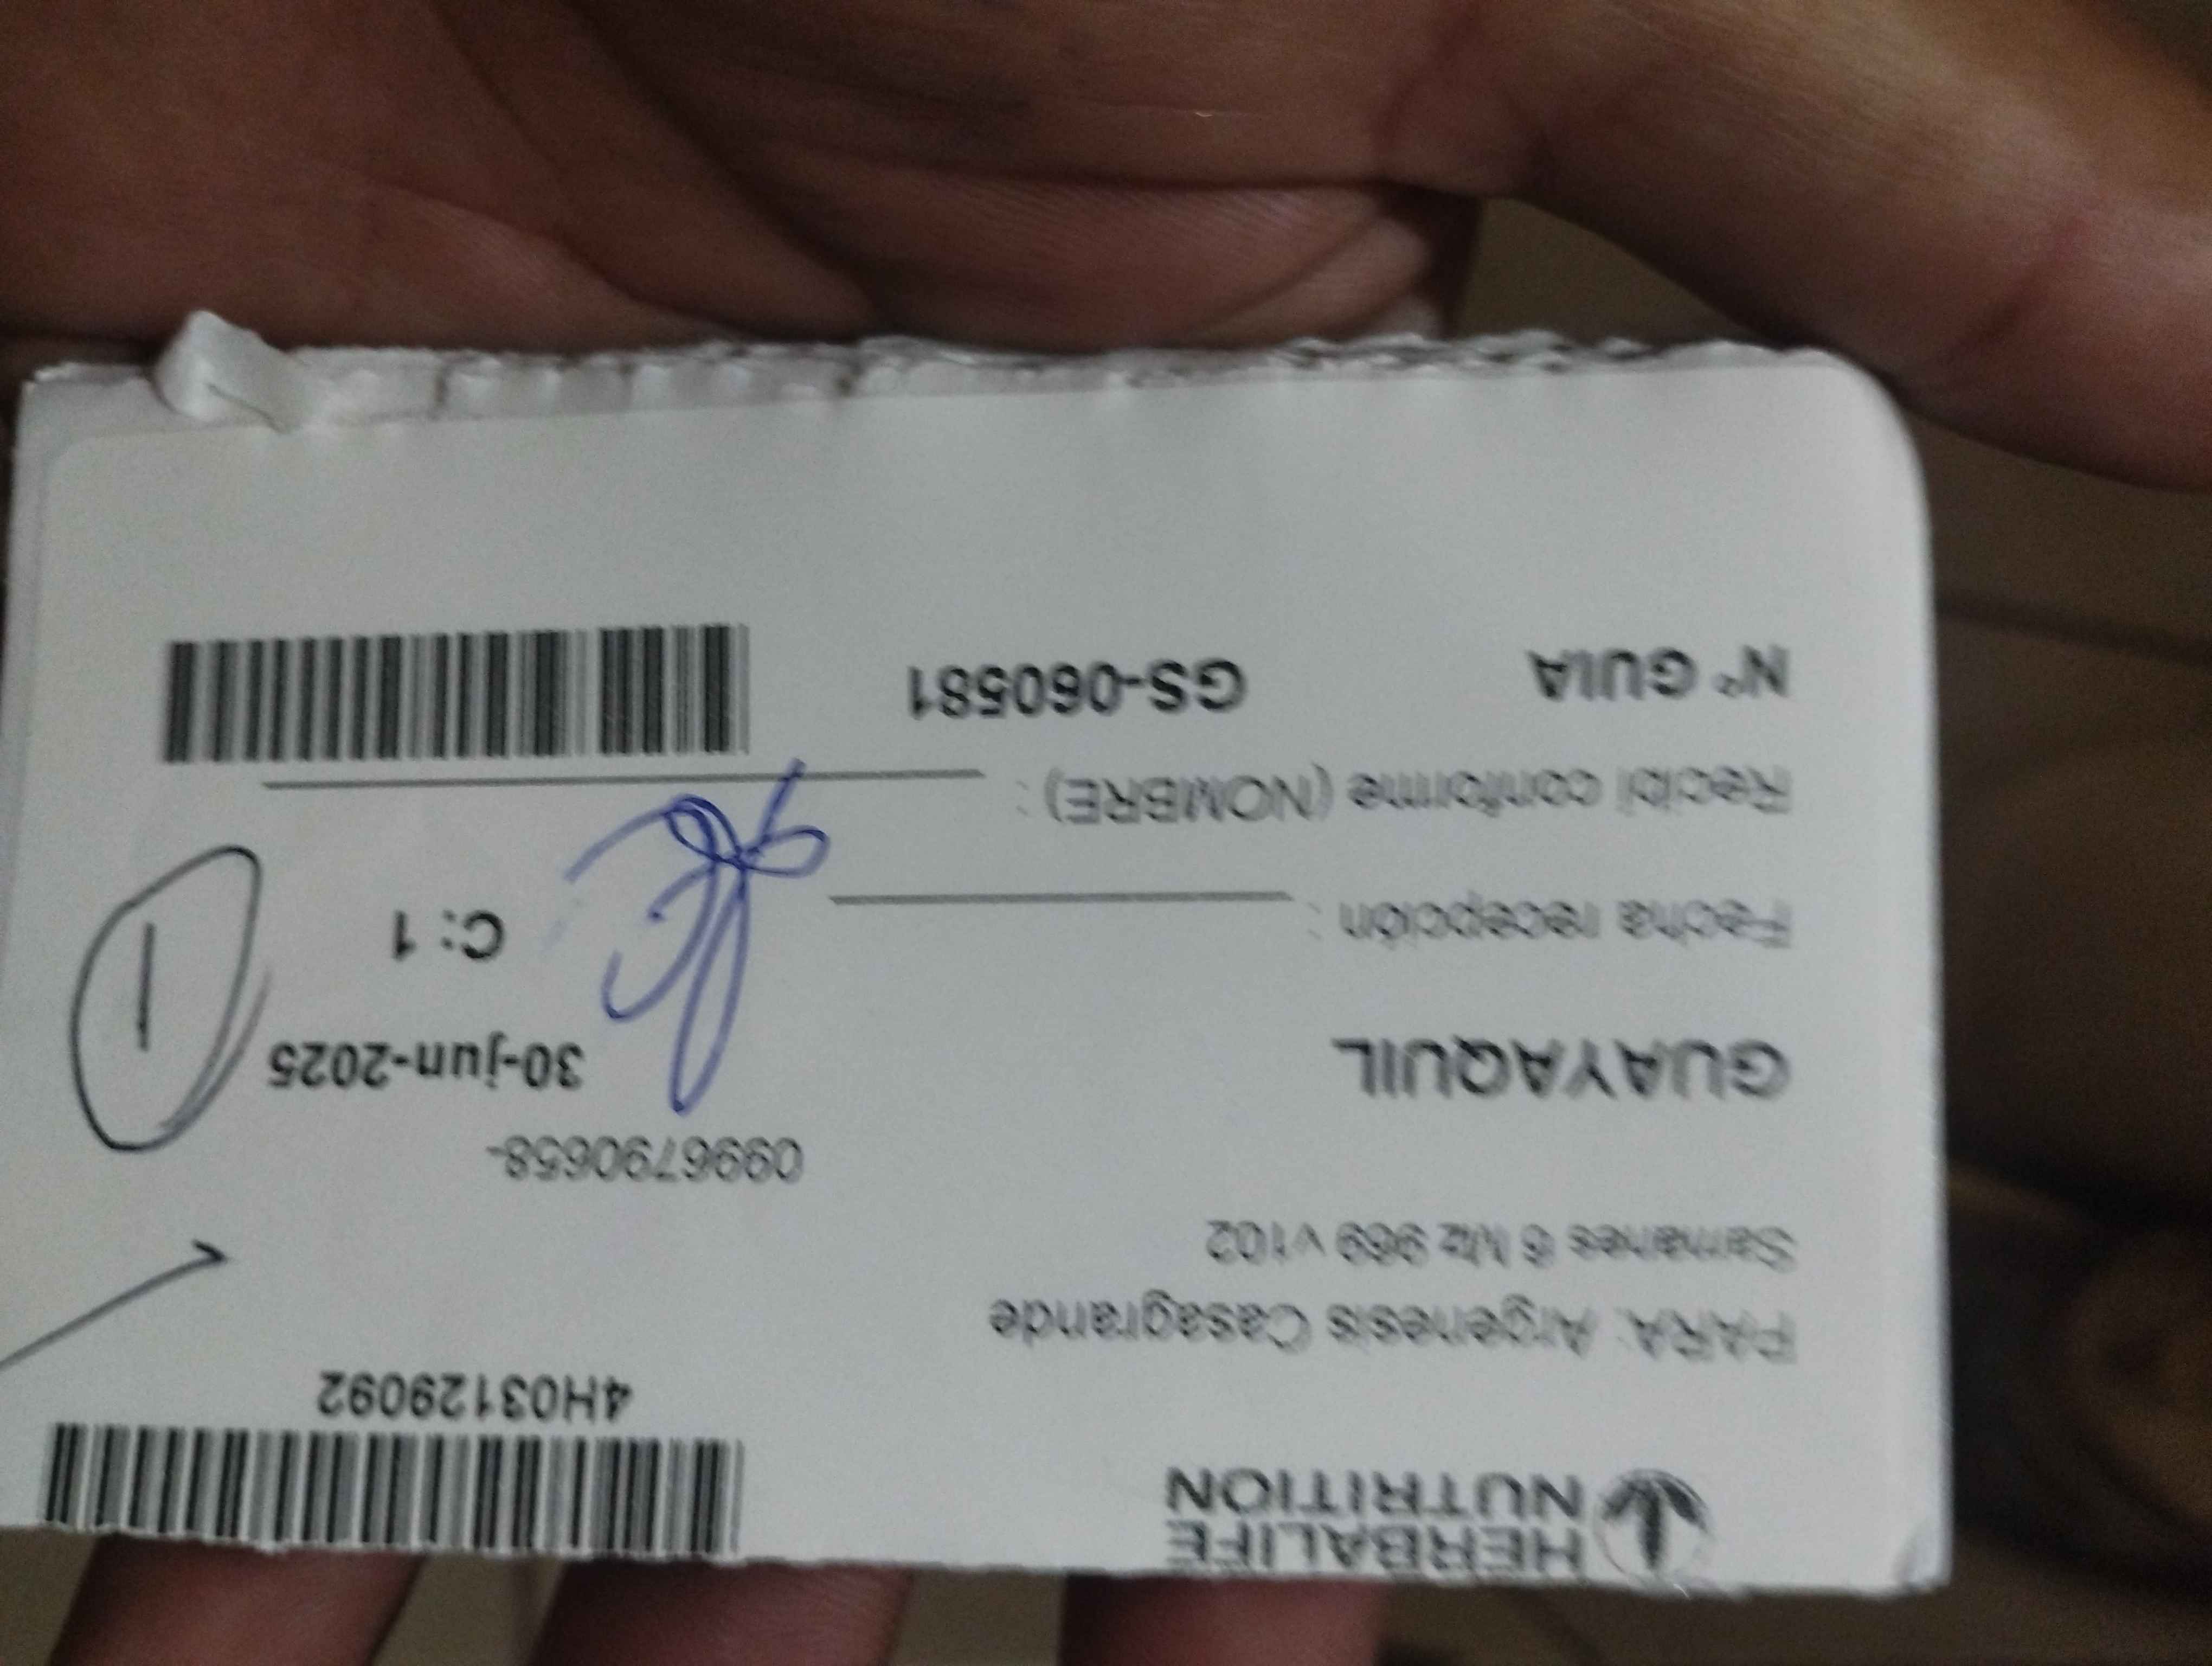 HERBALIFE
NUTRITION
4H03129092
PARA: Argenesis Casagrande
Samanes 6 Mz 969 v102
0996790658-
GUAYAQUIL
30-jun-2025
Fecha recepción :
C: 1
1
Recibi conforme (NOMBRE) :
N° GUIA GS-060581